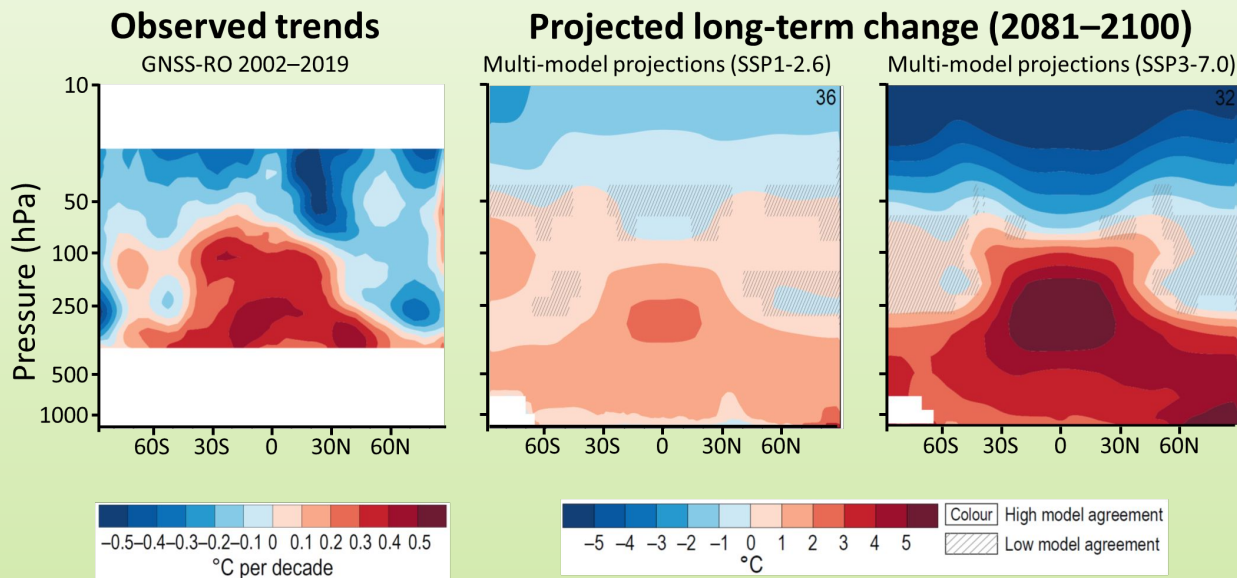 Observed trends
GNSS-RO 2002–2019
Projected long-term change (2081–2100)
Multi-model projections (SSP1-2.6)
Multi-model projections (SSP3-7.0)
36
32
Pressure (hPa)
10
50
100
250
500
1000
60S 30S 0 30N 60N
60S 30S 0 30N 60N
60S 30S 0 30N 60N
–0.5–0.4–0.3–0.2–0.1 0 0.1 0.2 0.3 0.4 0.5
°C per decade
–5 –4 –3 –2 –1 0 1 2 3 4 5
°C
Colour High model agreement
Low model agreement